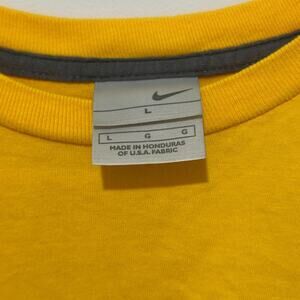 L
L G G
MADE IN HONDURAS
OF U.S.A. FABRIC